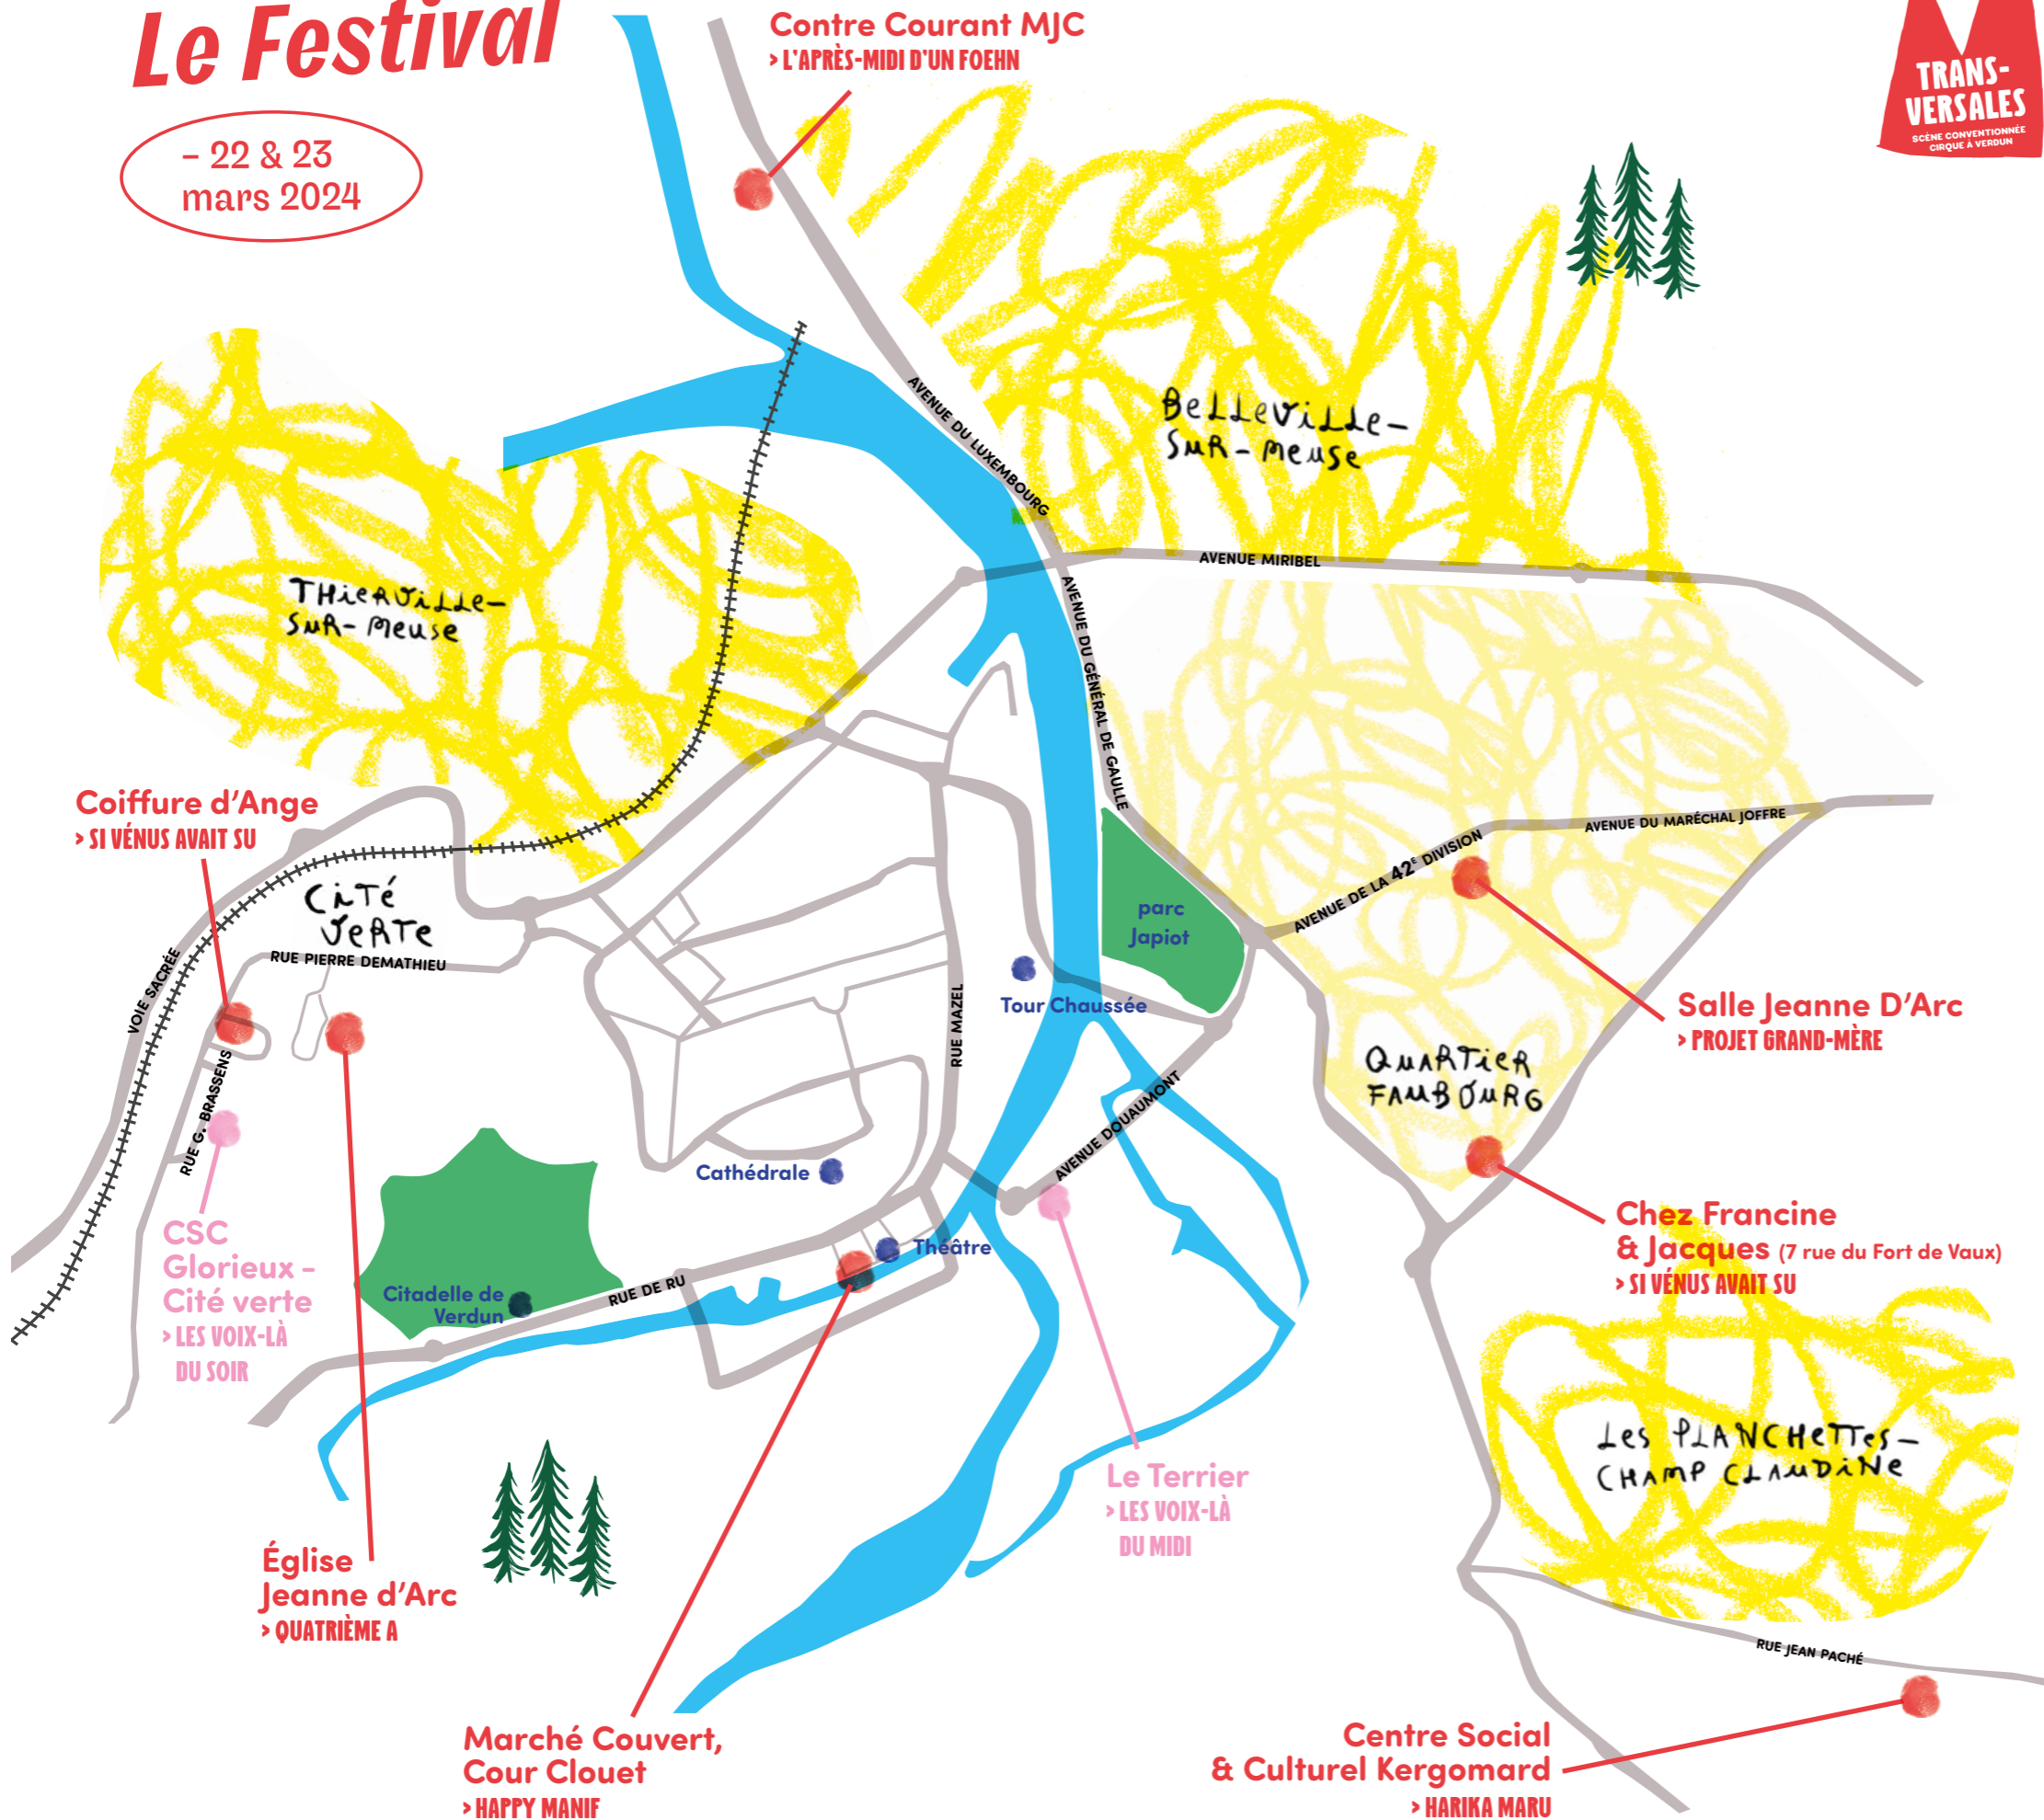 Le Festival
– 22 & 23
mars 2024
Contre Courant MJC
> L'APRÈS-MIDI D'UN FOEHN
TRANS-
VERSALES
SCÈNE CONVENTIONNÉE
CIRQUE À VERDUN
AVENUE DU LUXEMBOURG
BELLEVILLE-
SUR-MEUSE
AVENUE MIRIBEL
THIERVILLE-
SUR-MEUSE
AVENUE DU GÉNÉRAL DE GAULLE
Coiffure d'Ange
> SI VÉNUS AVAIT SU
AVENUE DU MARÉCHAL JOFFRE
AVENUE DE LA 42E DIVISION
CITÉ
VERTE
parc
Japiot
RUE PIERRE DEMATHIEU
VOIE SACRÉE
Tour Chaussée
RUE MAZEL
Salle Jeanne D'Arc
> PROJET GRAND-MÈRE
QUARTIER
FAUBOURG
RUE G. BRASSENS
AVENUE DOUAUMONT
Cathédrale
CSC
Glorieux -
Cité verte
> LES VOIX-LÀ
DU SOIR
Chez Francine
& Jacques (7 rue du Fort de Vaux)
> SI VÉNUS AVAIT SU
Théâtre
Citadelle de
Verdun
RUE DE RU
LES PLANCHETTES-
CHAMP CLAUDINE
Le Terrier
> LES VOIX-LÀ
DU MIDI
Église
Jeanne d'Arc
> QUATRIÈME A
RUE JEAN PACHÉ
Marché Couvert,
Cour Clouet
> HAPPY MANIF
Centre Social
& Culturel Kergomard
> HARIKA MARU